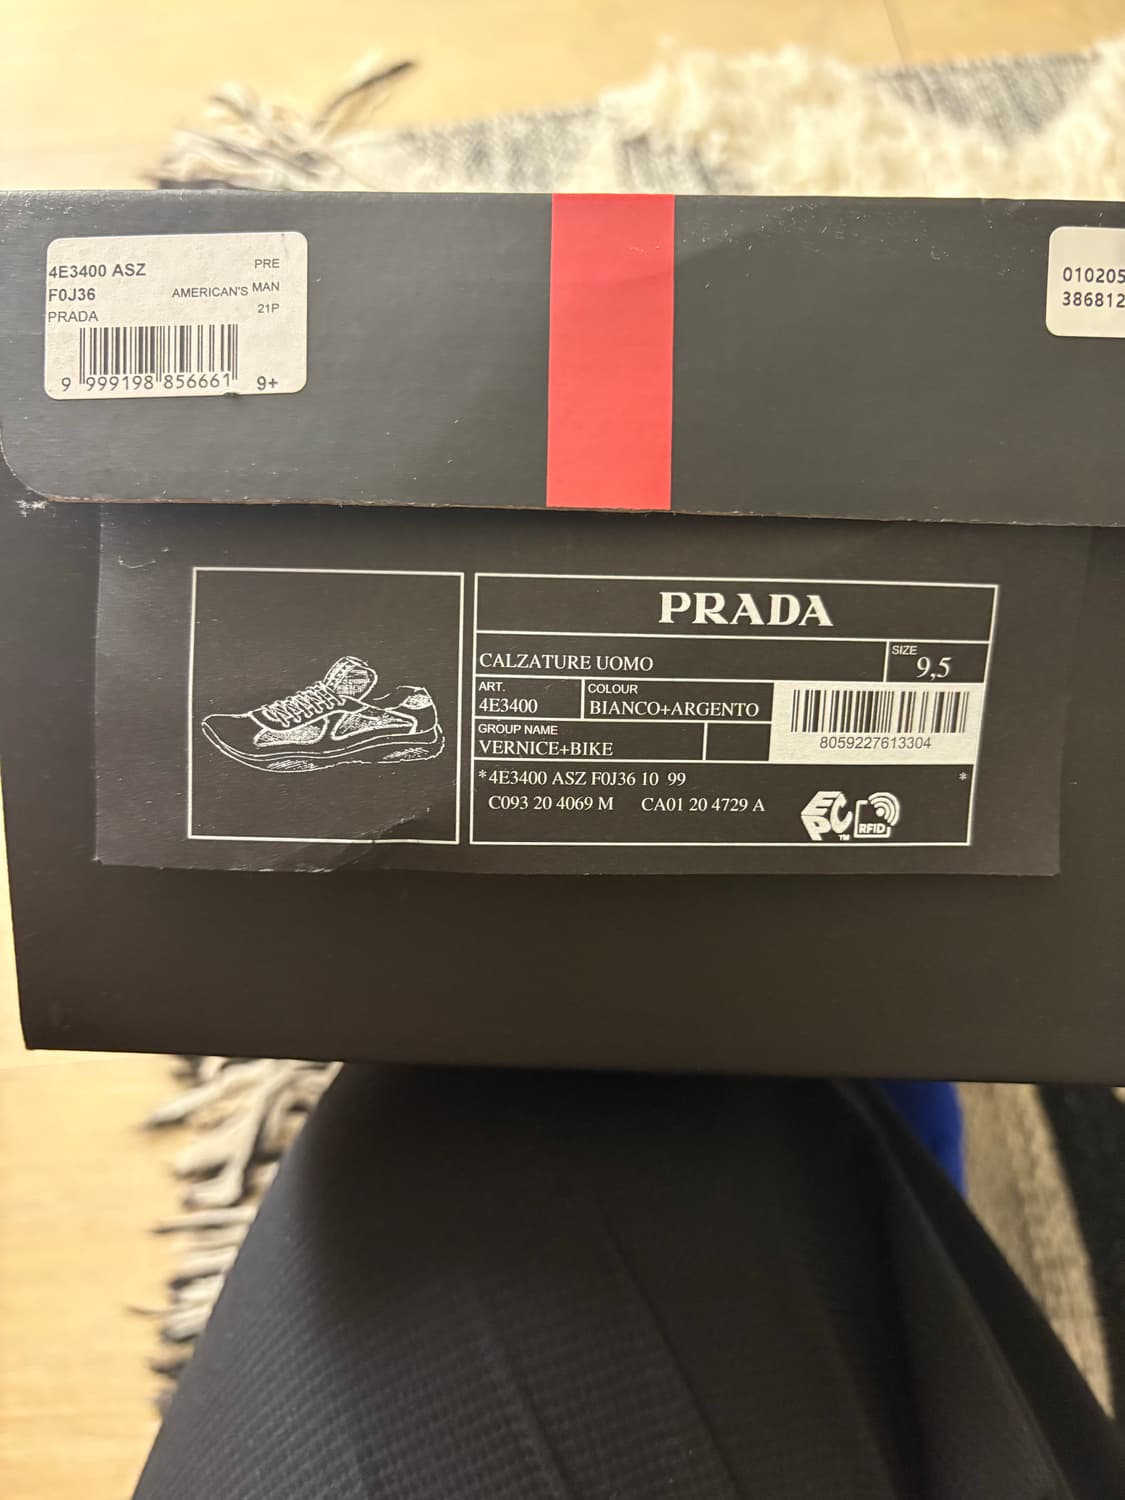 4E3400 ASZ PRE
F0J36 AMERICAN'S MAN
PRADA 21P
9 999198 856661 9+
010205
386812
PRADA
CALZATURE UOMO
SIZE
9,5
ART.
4E3400
COLOUR
BIANCO+ARGENTO
8059227613304
GROUP NAME
VERNICE+BIKE
*4E3400 ASZ F0J36 10 99 *
C093 20 4069 M CA01 20 4729 A
EPC TM RFID